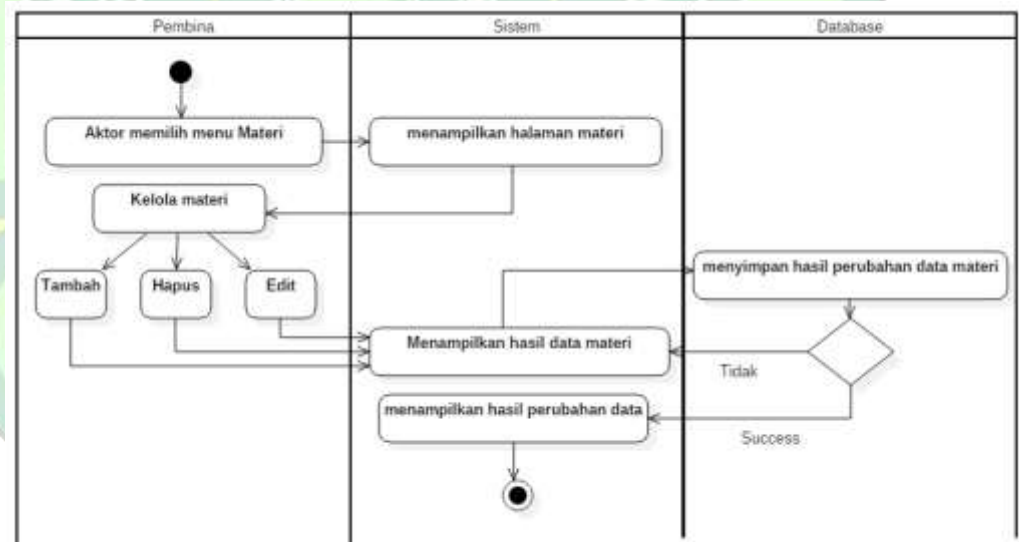 Pembina
Sistem
Database
Aktor memilih menu Materi
menampilkan halaman materi
Kelola materi
Tambah
Hapus
Edit
menyimpan hasil perubahan data materi
Menampilkan hasil data materi
Tidak
menampilkan hasil perubahan data
Success